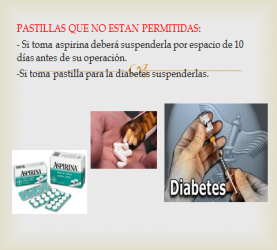 PASTILLAS QUE NO ESTAN PERMITIDAS:
- Si toma aspirina deberá suspenderla por espacio de 10
días antes de su operación.
-Si toma pastilla para la diabetes suspenderlas.
ASPIRINA
ASPIRINA
Diabetes